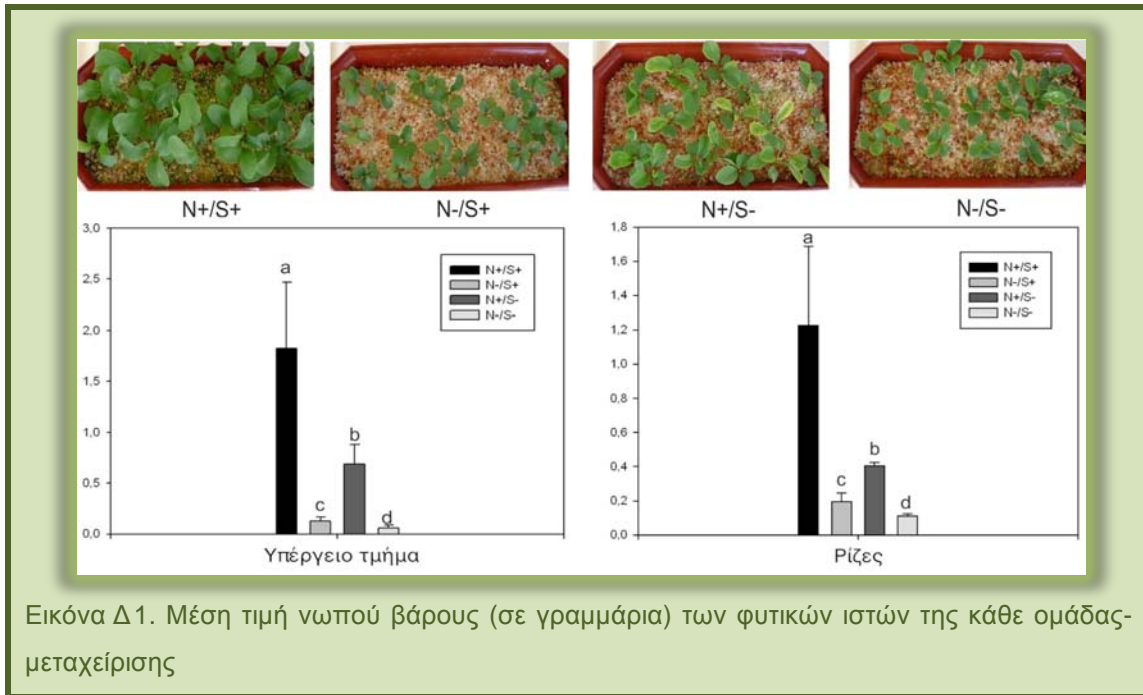 N+/S+ N-/S+ N+/S- N-/S-
3,0
2,5
2,0
1,5
1,0
0,5
0,0
a
c
b
d
N+/S+
N-/S+
N+/S-
N-/S-
Υπέργειο τμήμα
1,8
1,6
1,4
1,2
1,0
0,8
0,6
0,4
0,2
0,0
a
c
b
d
N+/S+
N-/S+
N+/S-
N-/S-
Ρίζες
Εικόνα Δ1. Μέση τιμή νωπού βάρους (σε γραμμάρια) των φυτικών ιστών της κάθε ομάδας-
μεταχείρισης